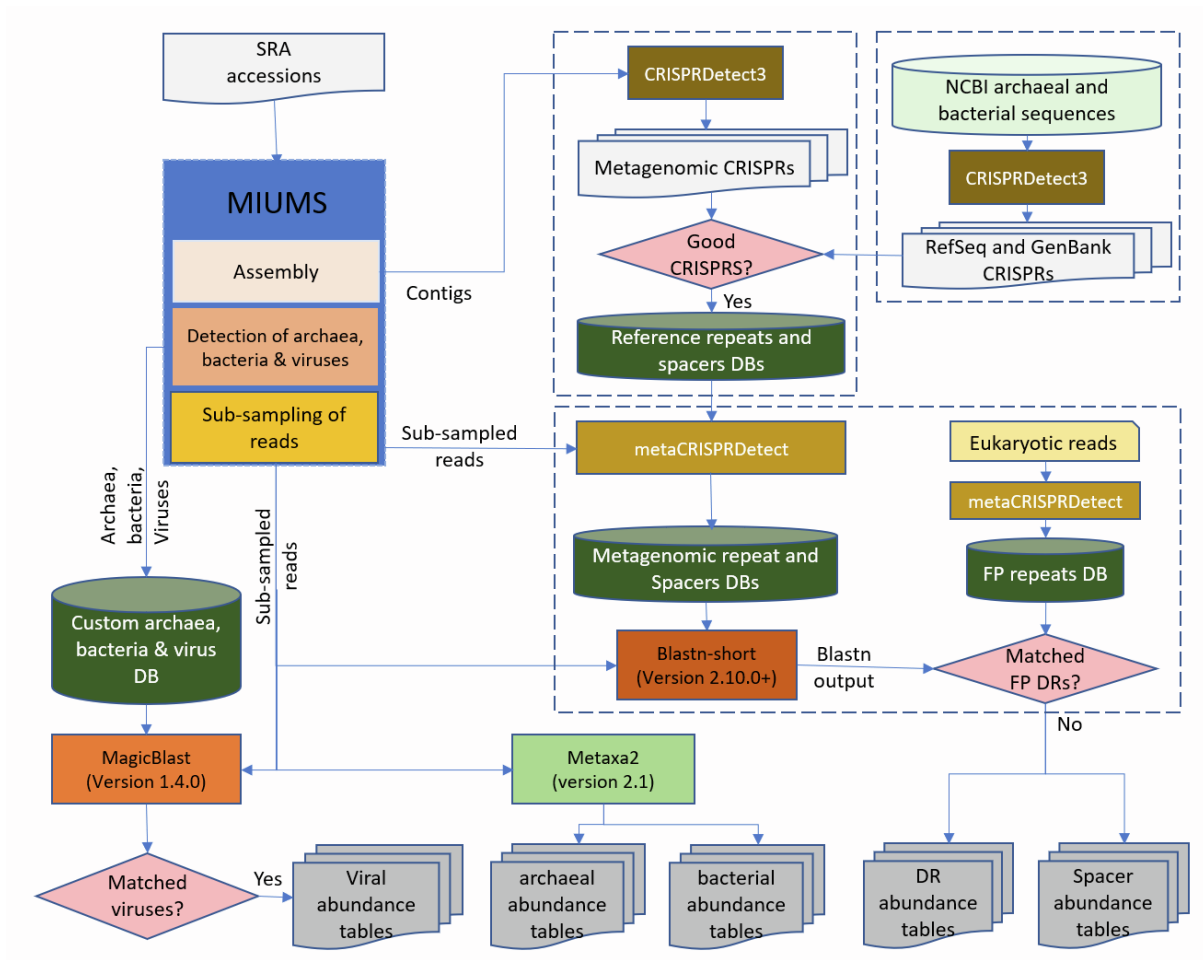 SRA
accessions
CRISPRDetect3
NCBI archaeal and
bacterial sequences
Metagenomic CRISPRs
CRISPRDetect3
MIUMS
Assembly
Contigs
Good
CRISPRS?
RefSeq and GenBank
CRISPRs
Yes
Detection of archaea,
bacteria & viruses
Reference repeats and
spacers DBs
Sub-sampling of
reads
Sub-sampled
reads
metaCRISPRDetect
Eukaryotic reads
metaCRISPRDetect
Archaea,
bacteria,
Viruses
Sub-sampled
reads
Metagenomic repeat and
Spacers DBs
FP repeats DB
Custom archaea,
bacteria & virus
DB
Blastn-short
(Version 2.10.0+)
Blastn
output
Matched
FP DRs?
No
MagicBlast
(Version 1.4.0)
Metaxa2
(version 2.1)
Matched
viruses?
Yes
Viral
abundance
tables
archaeal
abundance
tables
bacterial
abundance
tables
DR
abundance
tables
Spacer
abundance
tables